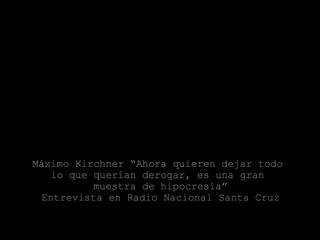 Máximo Kirchner “Ahora quieren dejar todo
lo que querían derogar, es una gran
muestra de hipocresía”
Entrevista en Radio Nacional Santa Cruz